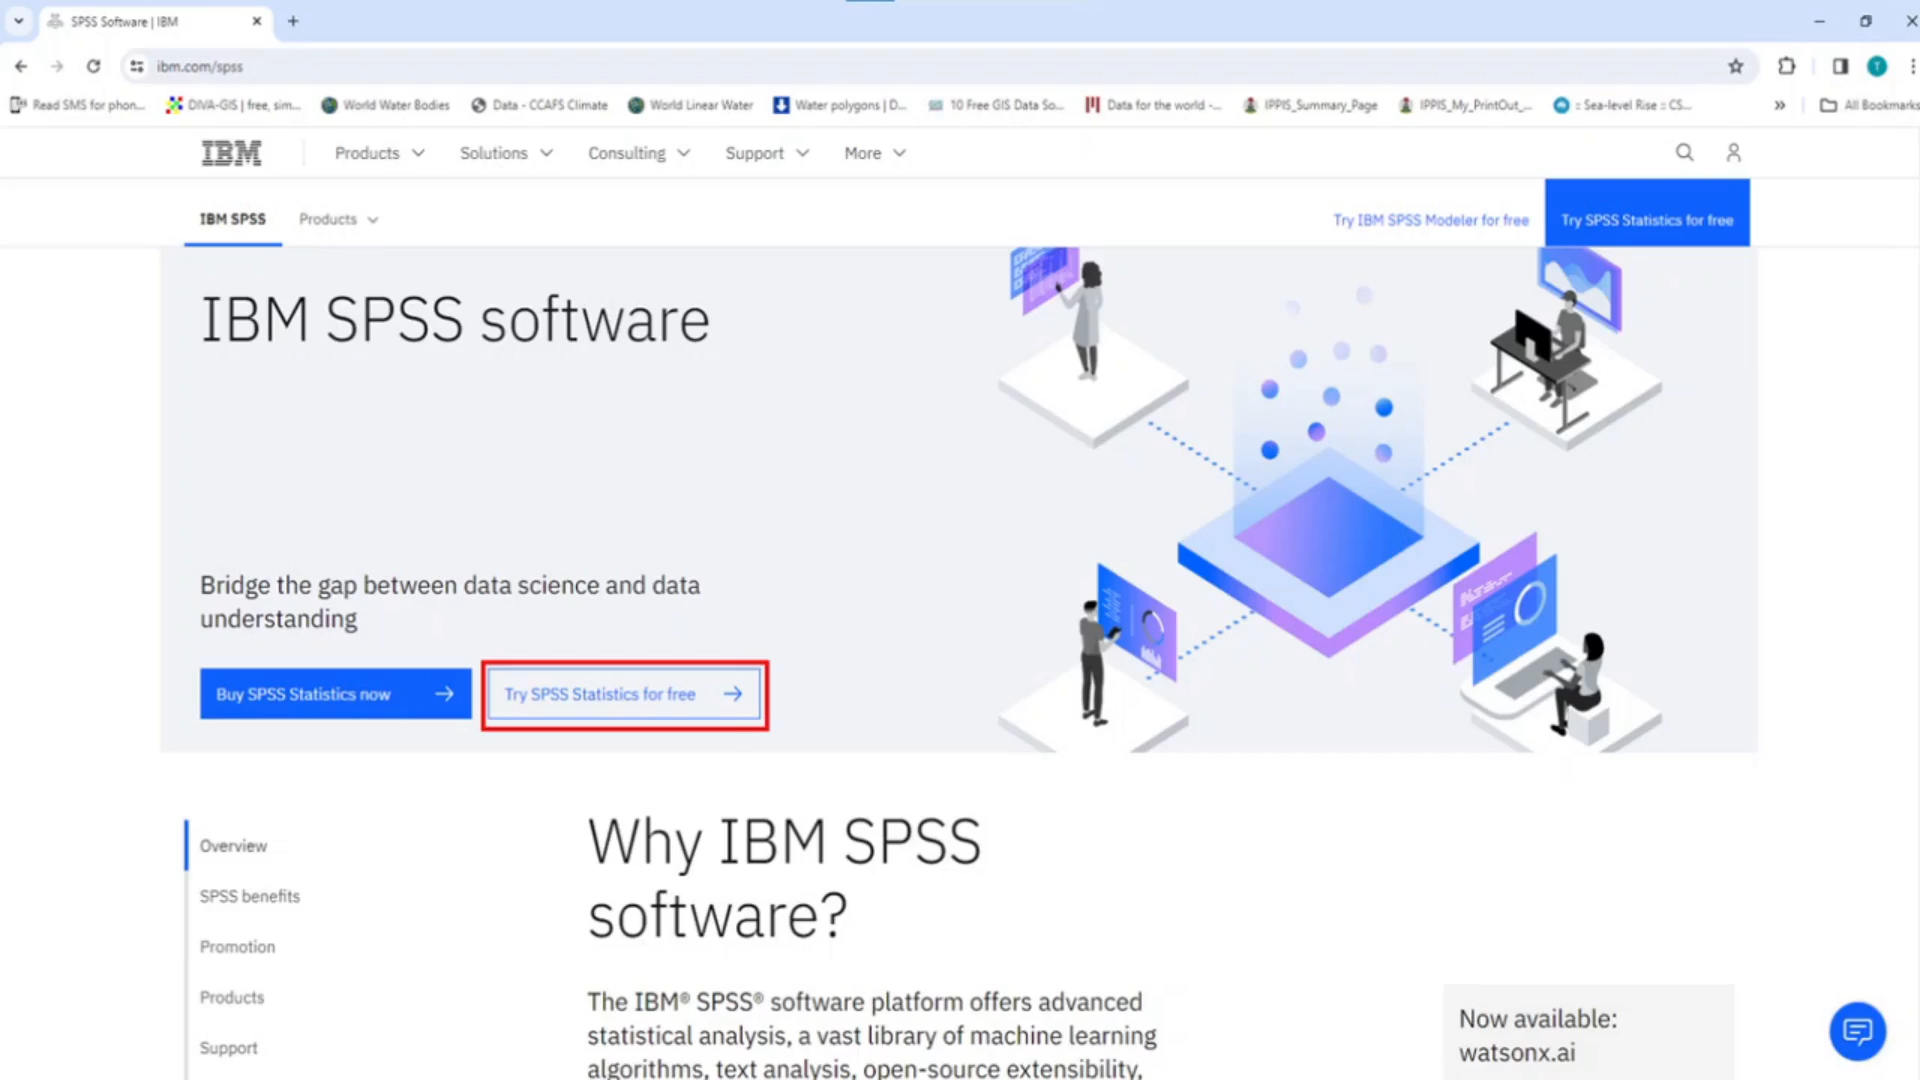 SPSS Software | IBM
ibm.com/spss
Read SMS for phon...
DIVA-GIS | free, sim...
World Water Bodies
Data - CCAFS Climate
World Linear Water
Water polygons | D...
10 Free GIS Data So...
Data for the world -...
IPPIS_Summary_Page
IPPIS_My_PrintOut_...
:: Sea-level Rise :: CS...
All Bookmarks
IBM
Products
Solutions
Consulting
Support
More
IBM SPSS
Products
Try IBM SPSS Modeler for free
Try SPSS Statistics for free
IBM SPSS software
Bridge the gap between data science and data
understanding
Buy SPSS Statistics now
Try SPSS Statistics for free
Overview
SPSS benefits
Promotion
Products
Support
Why IBM SPSS
software?
The IBM® SPSS® software platform offers advanced
statistical analysis, a vast library of machine learning
algorithms, text analysis, open-source extensibility,
Now available:
watsonx.ai